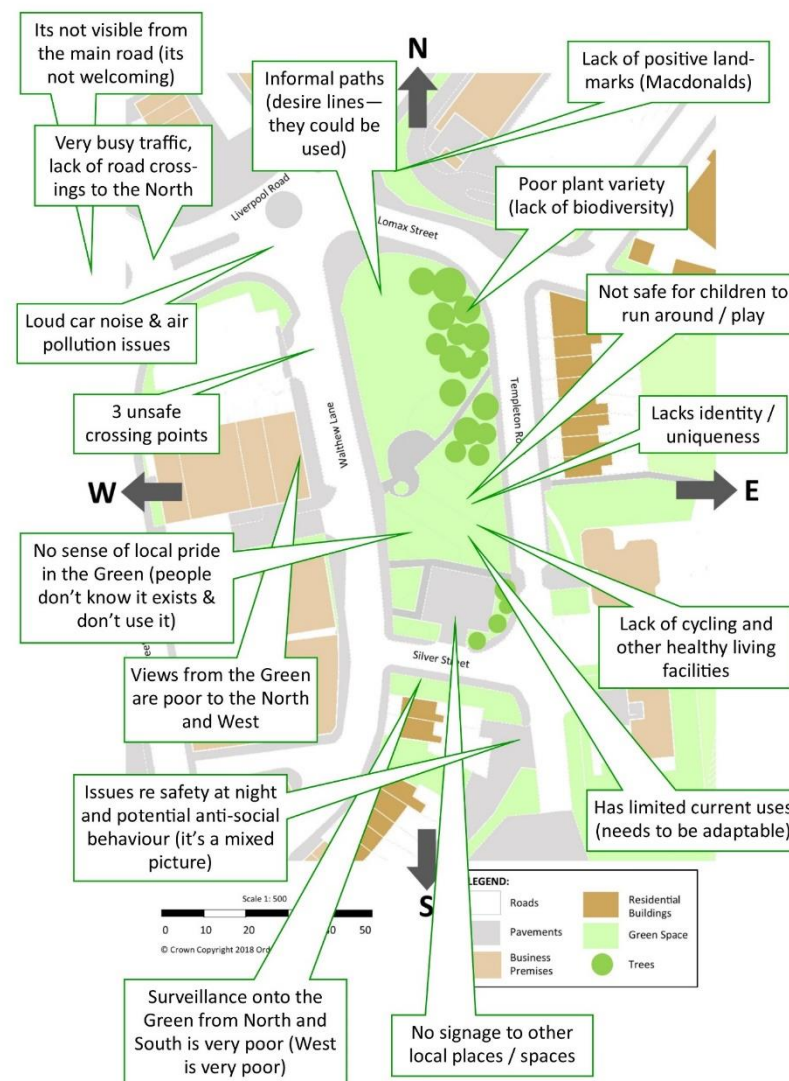 Its not visible from
the main road (its
not welcoming)
Very busy traffic,
lack of road cross-
ings to the North
Informal paths
(desire lines—
they could be
used)
N
Lack of positive land-
marks (Macdonalds)
Poor plant variety
(lack of biodiversity)
Liverpool Road
Lomax Street
Loud car noise & air
pollution issues
Not safe for children to
run around / play
3 unsafe
crossing points
Lacks identity /
uniqueness
Templeton
W
E
No sense of local pride
in the Green (people
don't know it exists &
don't use it)
Lack of cycling and
other healthy living
facilities
Silver Street
Views from the Green
are poor to the North
and West
Issues re safety at night
and potential anti-social
behaviour (it's a mixed
picture)
Has limited current uses
(needs to be adaptable)
S
Scale 1: 500
0 10 20 30 40 50
© Crown Copyright 2018
LEGEND:
Roads
Pavements
Business
Premises
Residential
Buildings
Green Space
Trees
Surveillance onto the
Green from North and
South is very poor (West
is very poor)
No signage to other
local places / spaces